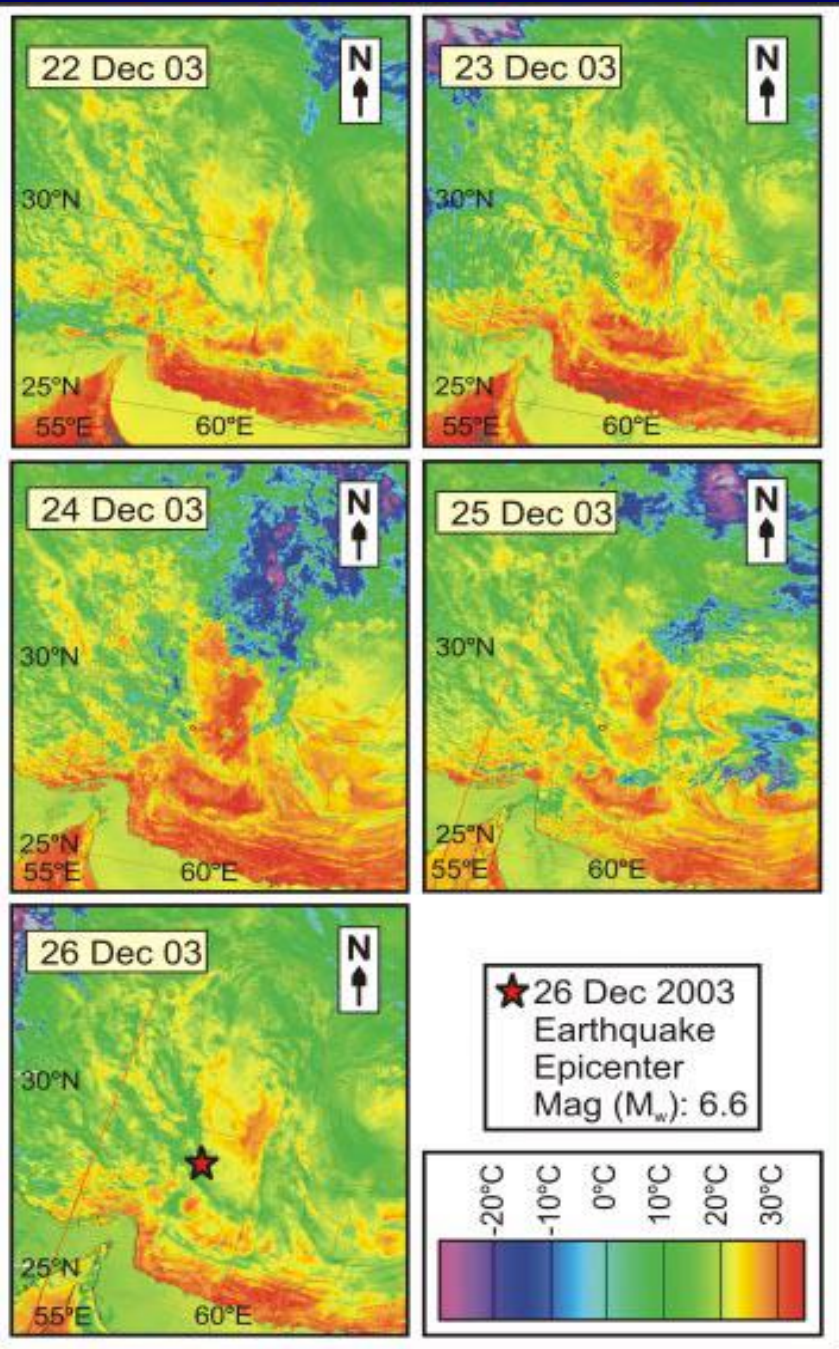 22 Dec 03
N
30°N
25°N
55°E 60°E
23 Dec 03
N
30°N
25°N
55°E 60°E
24 Dec 03
N
30°N
25°N
55°E 60°E
25 Dec 03
N
30°N
25°N
55°E 60°E
26 Dec 03
N
30°N
25°N
55°E 60°E
26 Dec 2003
Earthquake
Epicenter
Mag (Mw): 6.6
-20°C -10°C 0°C 10°C 20°C 30°C